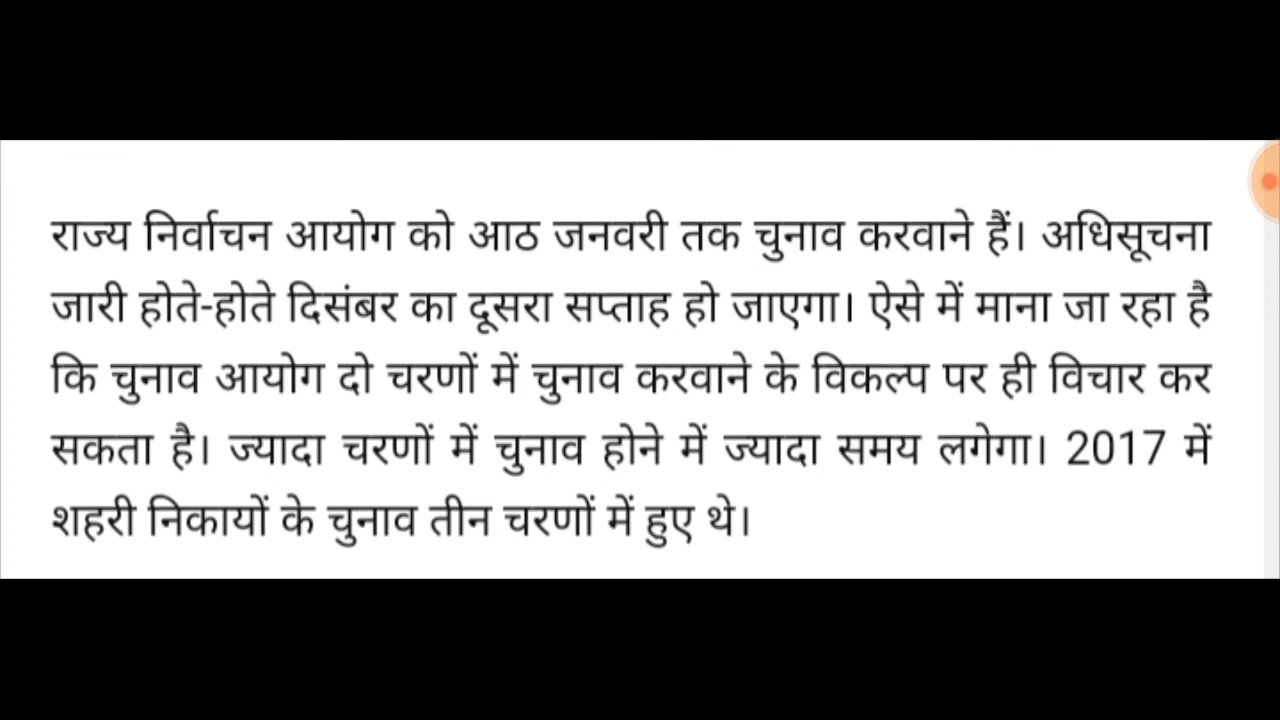 राज्य निर्वाचन आयोग को आठ जनवरी तक चुनाव करवाने हैं। अधिसूचना
जारी होते-होते दिसंबर का दूसरा सप्ताह हो जाएगा। ऐसे में माना जा रहा है
कि चुनाव आयोग दो चरणों में चुनाव करवाने के विकल्प पर ही विचार कर
सकता है। ज्यादा चरणों में चुनाव होने में ज्यादा समय लगेगा। 2017 में
शहरी निकायों के चुनाव तीन चरणों में हुए थे।